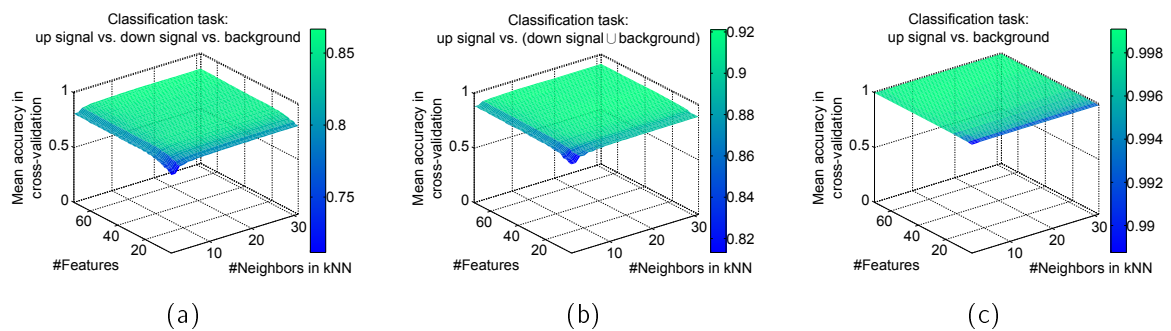 Classification task:
up signal vs. down signal vs. background
Mean accuracy in
cross-validation
1
0.5
0
60
40
20
10
20
30
#Features
#Neighbors in kNN
0.85
0.8
0.75
(a)
Classification task:
up signal vs. (down signal ∪ background)
Mean accuracy in
cross-validation
1
0.5
0
60
40
20
10
20
30
#Features
#Neighbors in kNN
0.92
0.9
0.88
0.86
0.84
0.82
(b)
Classification task:
up signal vs. background
Mean accuracy in
cross-validation
1
0.5
0
60
40
20
10
20
30
#Features
#Neighbors in kNN
0.998
0.996
0.994
0.992
0.99
(c)